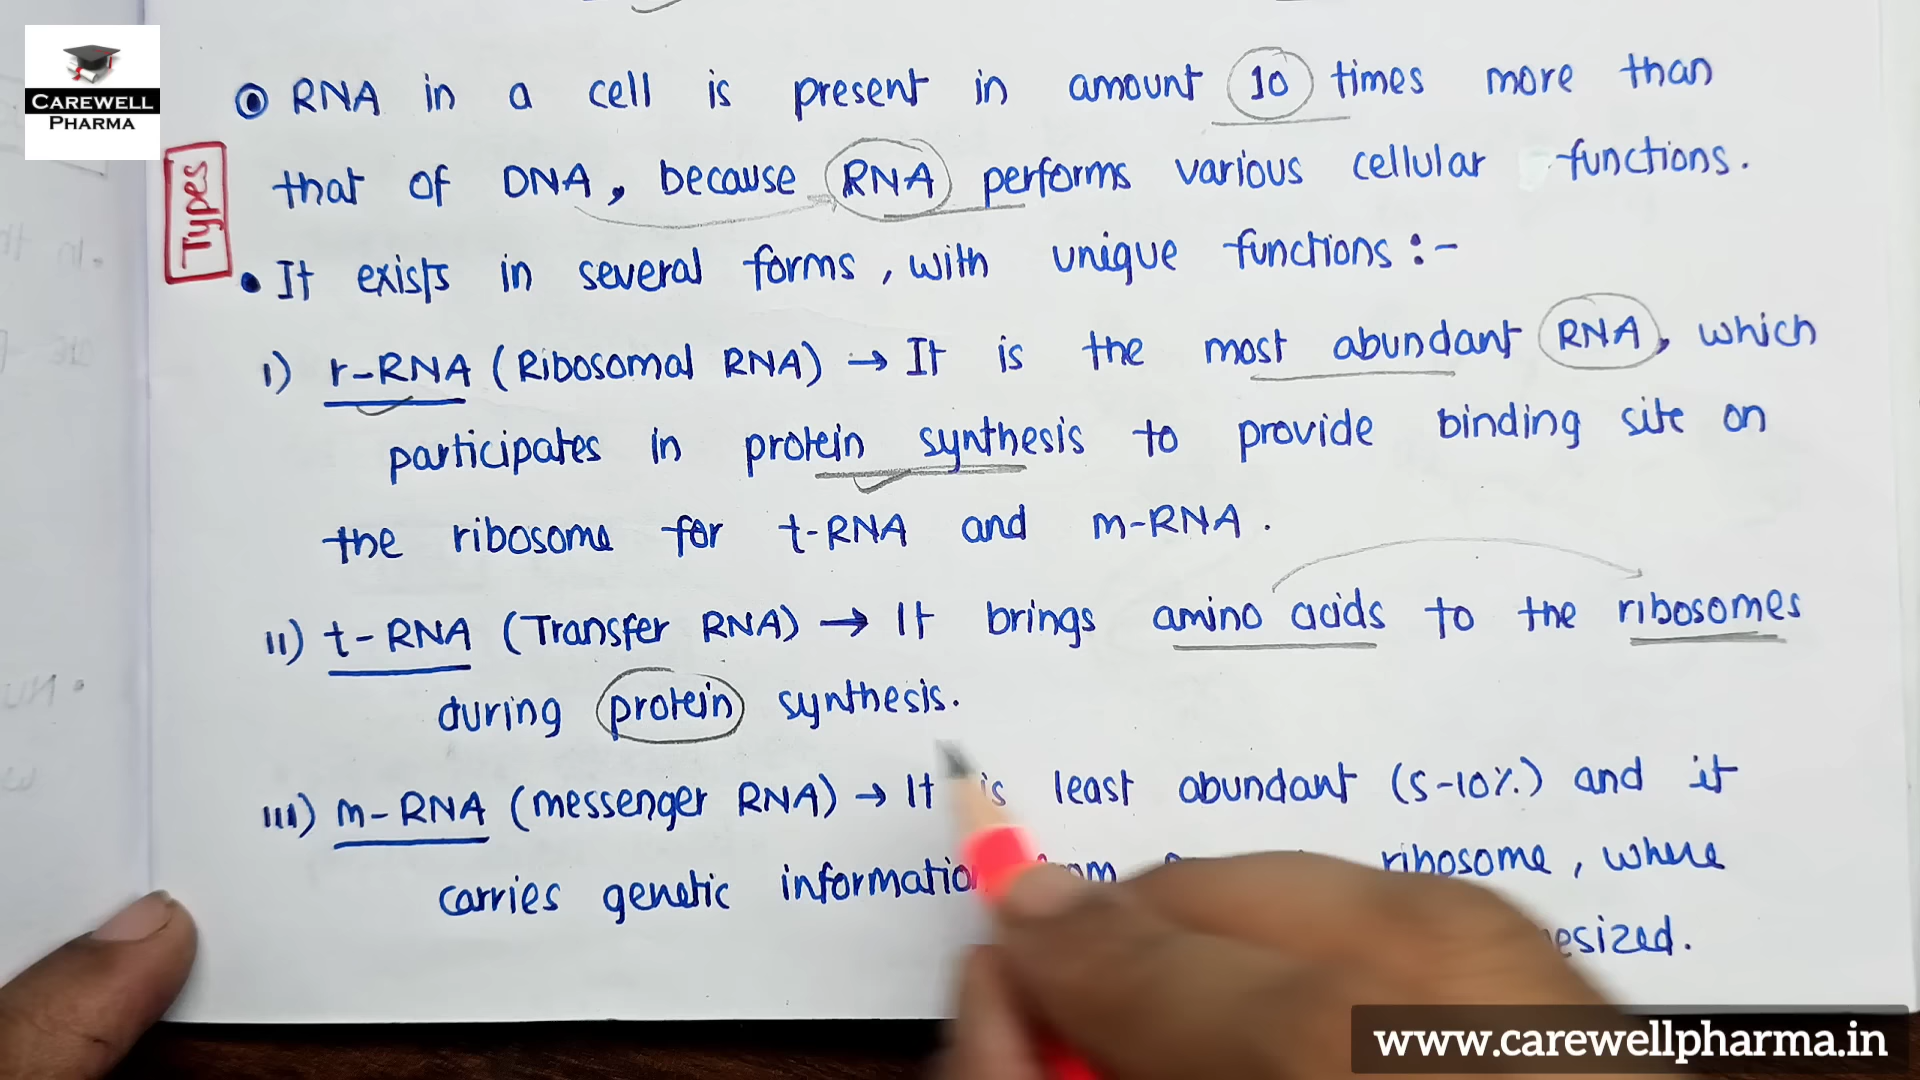 CAREWELL
PHARMA
Types
RNA in a cell is present in amount 10 times more than
that of DNA, because RNA performs various cellular functions.
• It exists in several forms, with unique functions :-
i) r-RNA (Ribosomal RNA) → It is the most abundant RNA, which
participates in protein synthesis to provide binding site on
the ribosome for t-RNA and m-RNA.
ii) t-RNA (Transfer RNA) → It brings amino acids to the ribosomes
during protein synthesis.
iii) m-RNA (messenger RNA) → It is least abundant (5-10%) and it
carries genetic information ribosome, where
www.carewellpharma.in